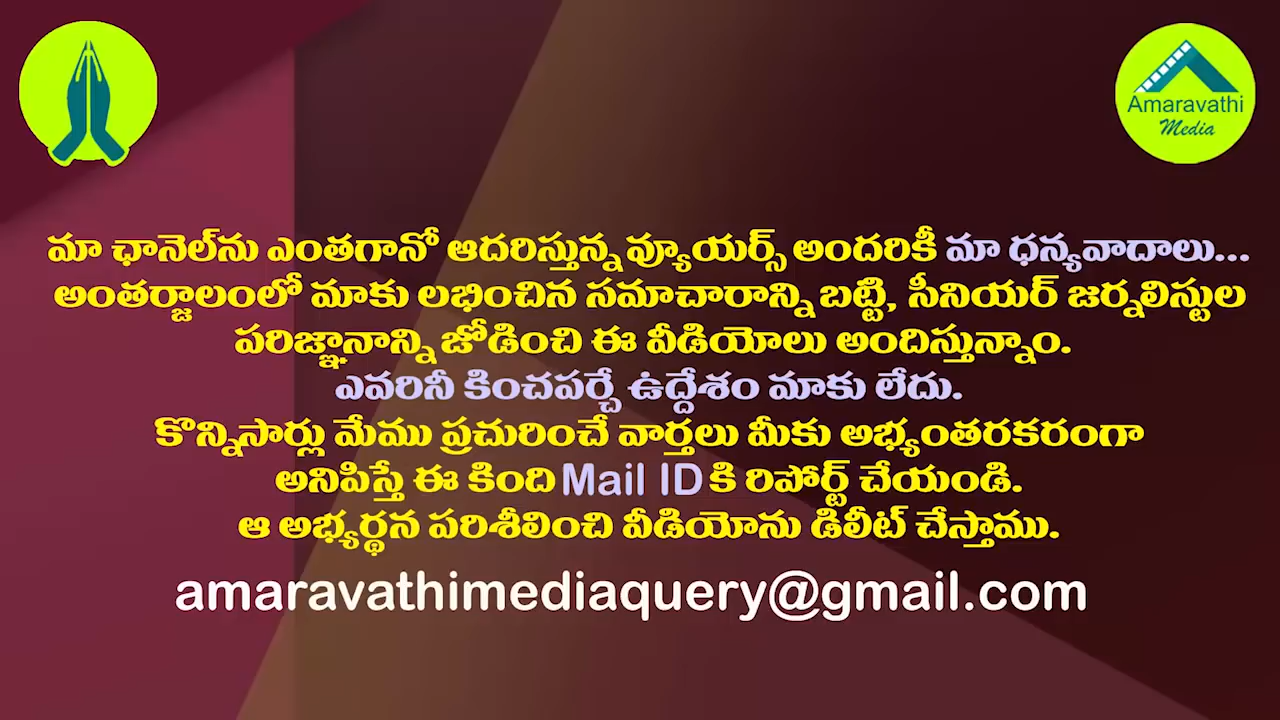 Amaravathi
Media
మా ఛానెల్‌ను ఎంతగానో ఆదరిస్తున్న వ్యూయర్స్ అందరికీ మా ధన్యవాదాలు...
అంతర్జాలంలో మాకు లభించిన సమాచారాన్ని బట్టి, సీనియర్ జర్నలిస్టుల
పరిజ్ఞానాన్ని జోడించి ఈ వీడియోలు అందిస్తున్నాం.
ఎవరినీ కించపర్చే ఉద్దేశం మాకు లేదు.
కొన్నిసార్లు మేము ప్రచురించే వార్తలు మీకు అభ్యంతరకరంగా
అనిపిస్తే ఈ కింది Mail ID కి రిపోర్ట్ చేయండి.
ఆ అభ్యర్థన పరిశీలించి వీడియోను డిలీట్ చేస్తాము.
amaravathimediaquery@gmail.com